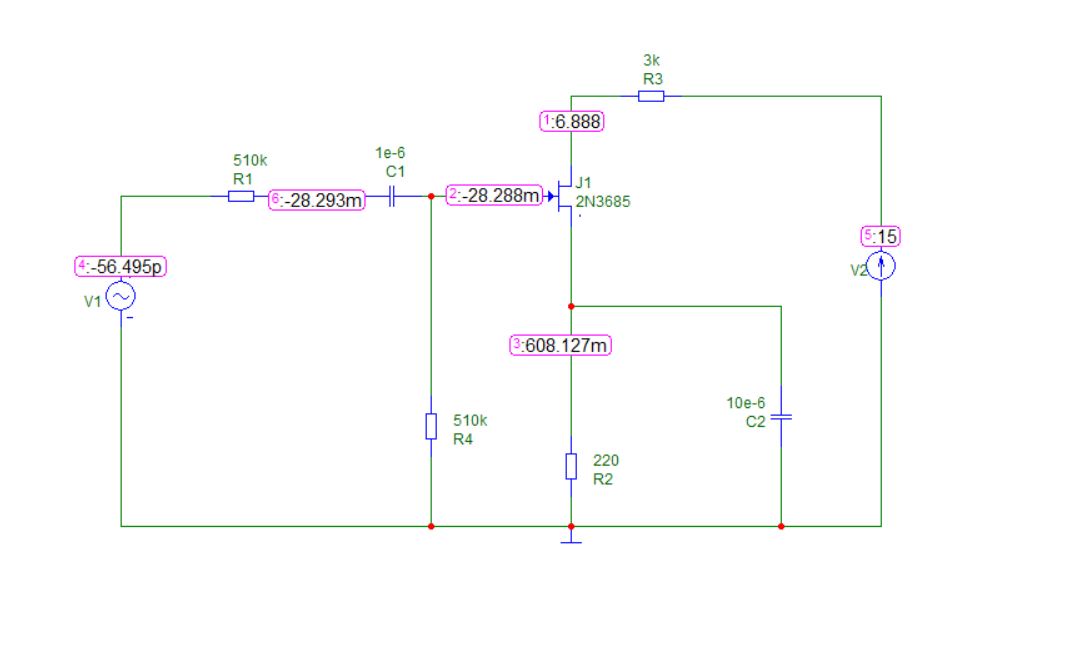 3k
R3
1:6.888
1e-6
C1
510k
R1
6:-28.293m
2:-28.288m
J1
2N3685
5:15
V2
4:-56.495p
V1
3:608.127m
10e-6
C2
510k
R4
220
R2